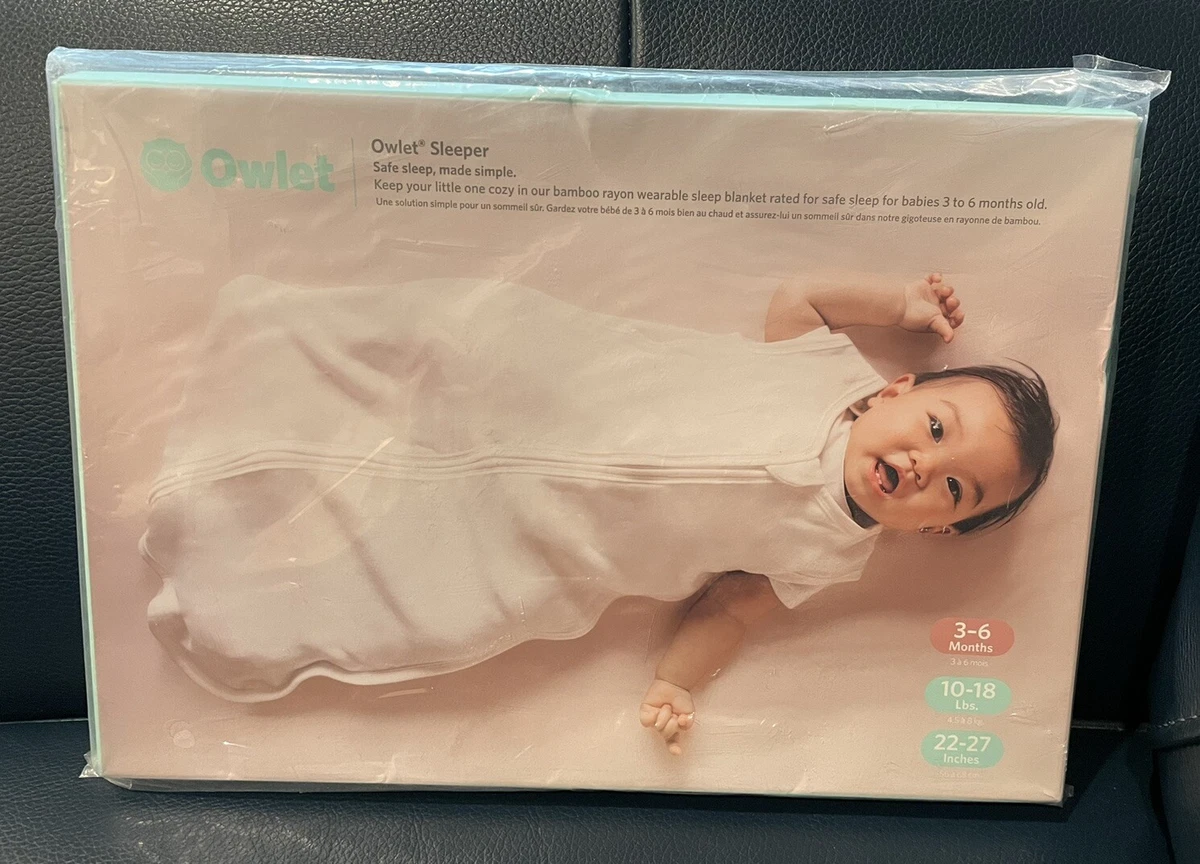 Owlet
Owlet® Sleeper
Safe sleep, made simple.
Keep your little one cozy in our bamboo rayon wearable sleep blanket rated for safe sleep for babies 3 to 6 months old.
Une solution simple pour un sommeil sûr. Gardez votre bébé de 3 à 6 mois bien au chaud et assurez-lui un sommeil sûr dans notre gigoteuse en rayonne de bambou.
3-6
Months
3 à 6 mois
10-18
Lbs.
22-27
Inches